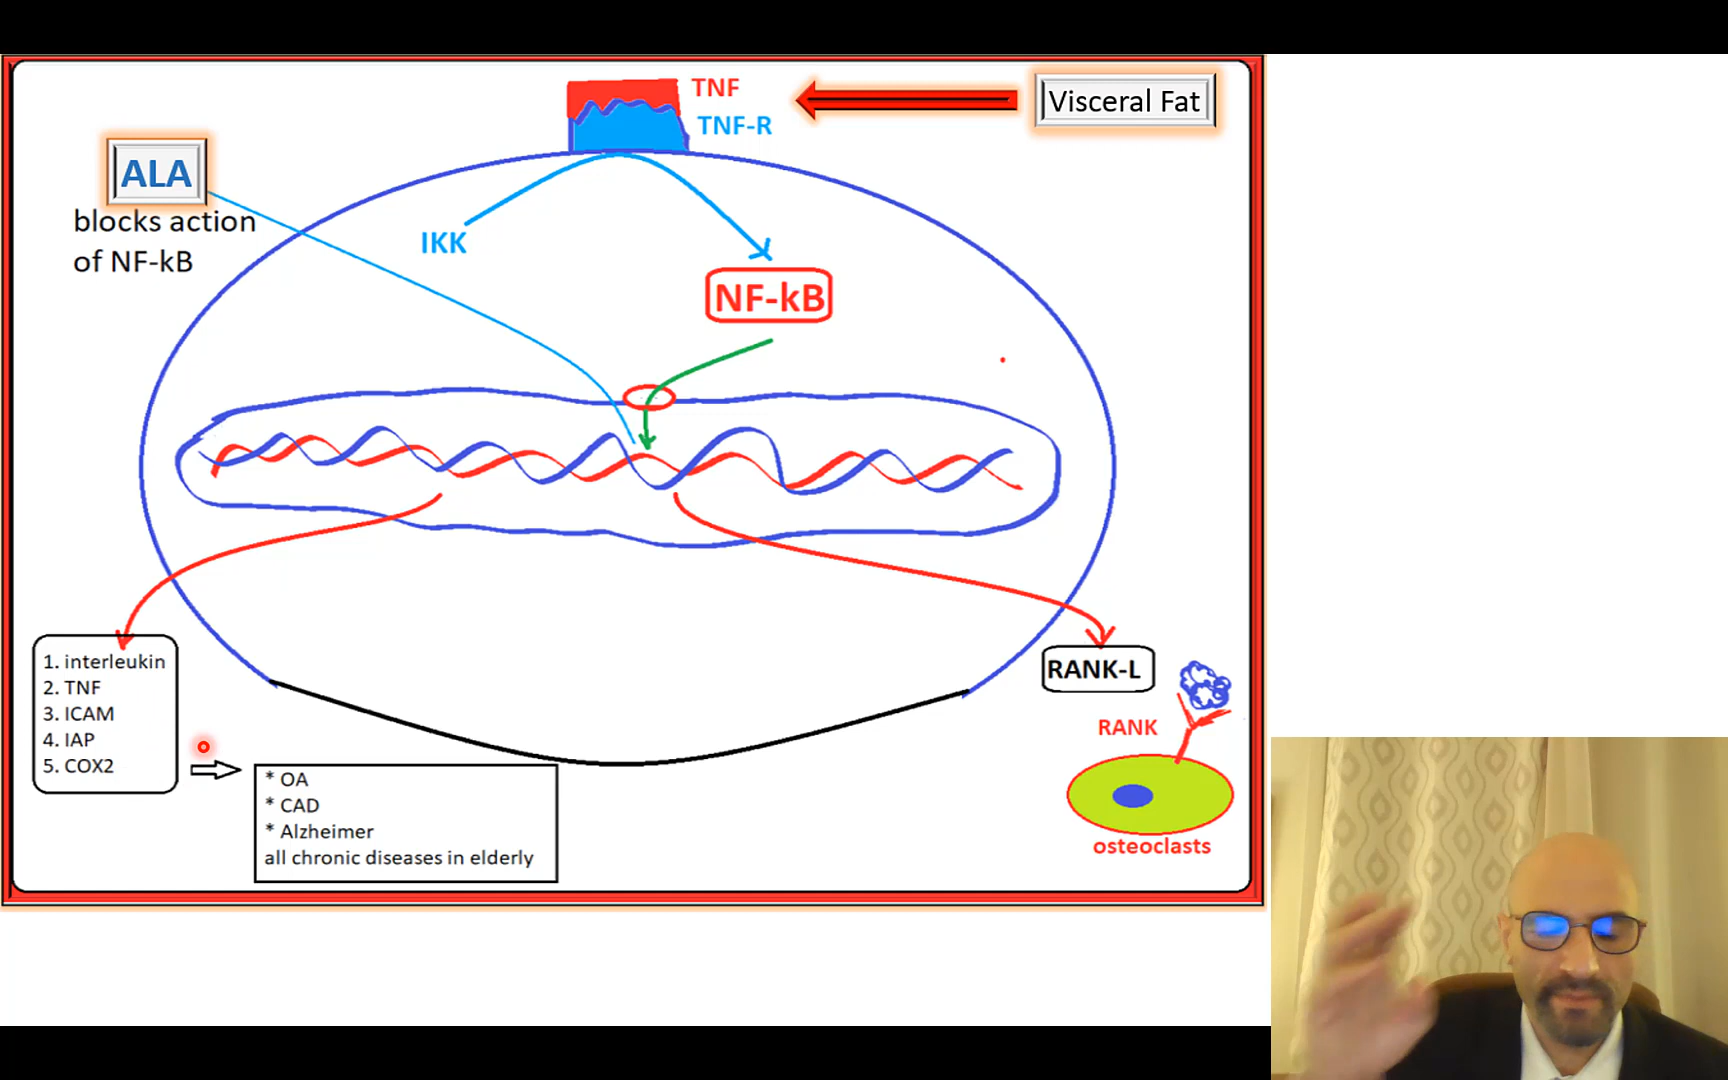 TNF
TNF-R
Visceral Fat
ALA
blocks action
of NF-kB
IKK
NF-kB
1. interleukin
2. TNF
3. ICAM
4. IAP
5. COX2
* OA
* CAD
* Alzheimer
all chronic diseases in elderly
RANK-L
RANK
osteoclasts